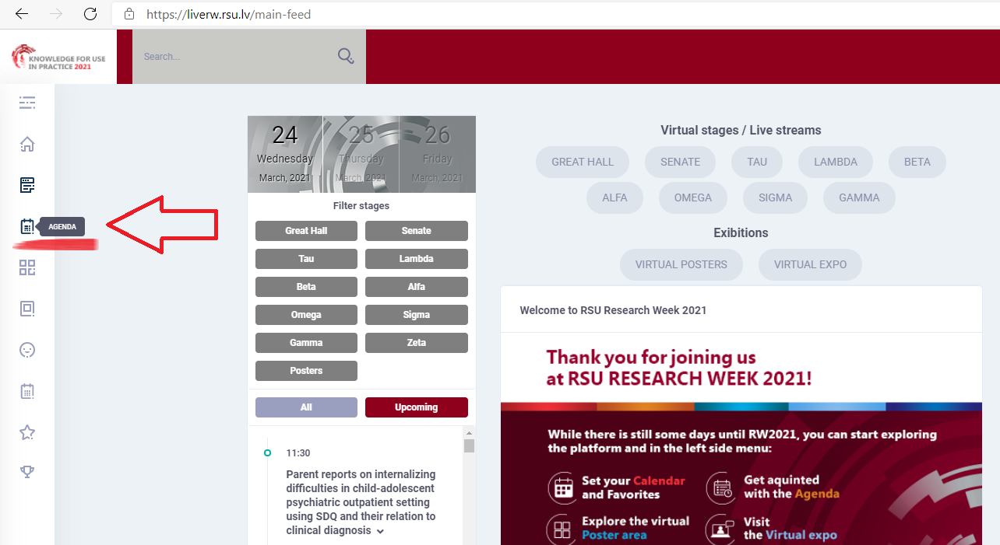 https://liverw.rsu.lv/main-feed
KNOWLEDGE FOR USE
IN PRACTICE 2021
Search...
AGENDA
24 25 26
Wednesday Thursday Friday
March, 2021 March, 2021 March, 2021
Filter stages
Great Hall Senate
Tau Lambda
Beta Alfa
Omega Sigma
Gamma Zeta
Posters
All Upcoming
11:30
Parent reports on internalizing
difficulties in child-adolescent
psychiatric outpatient setting
using SDQ and their relation to
clinical diagnosis
Virtual stages / Live streams
GREAT HALL SENATE TAU LAMBDA BETA
ALFA OMEGA SIGMA GAMMA
Exibitions
VIRTUAL POSTERS VIRTUAL EXPO
Welcome to RSU Research Week 2021
Thank you for joining us
at RSU RESEARCH WEEK 2021!
While there is still some days until RW2021, you can start exploring
the platform and in the left side menu:
Set your Calendar
and Favorites
Get aquinted
with the Agenda
Explore the virtual
Poster area
Visit
the Virtual expo